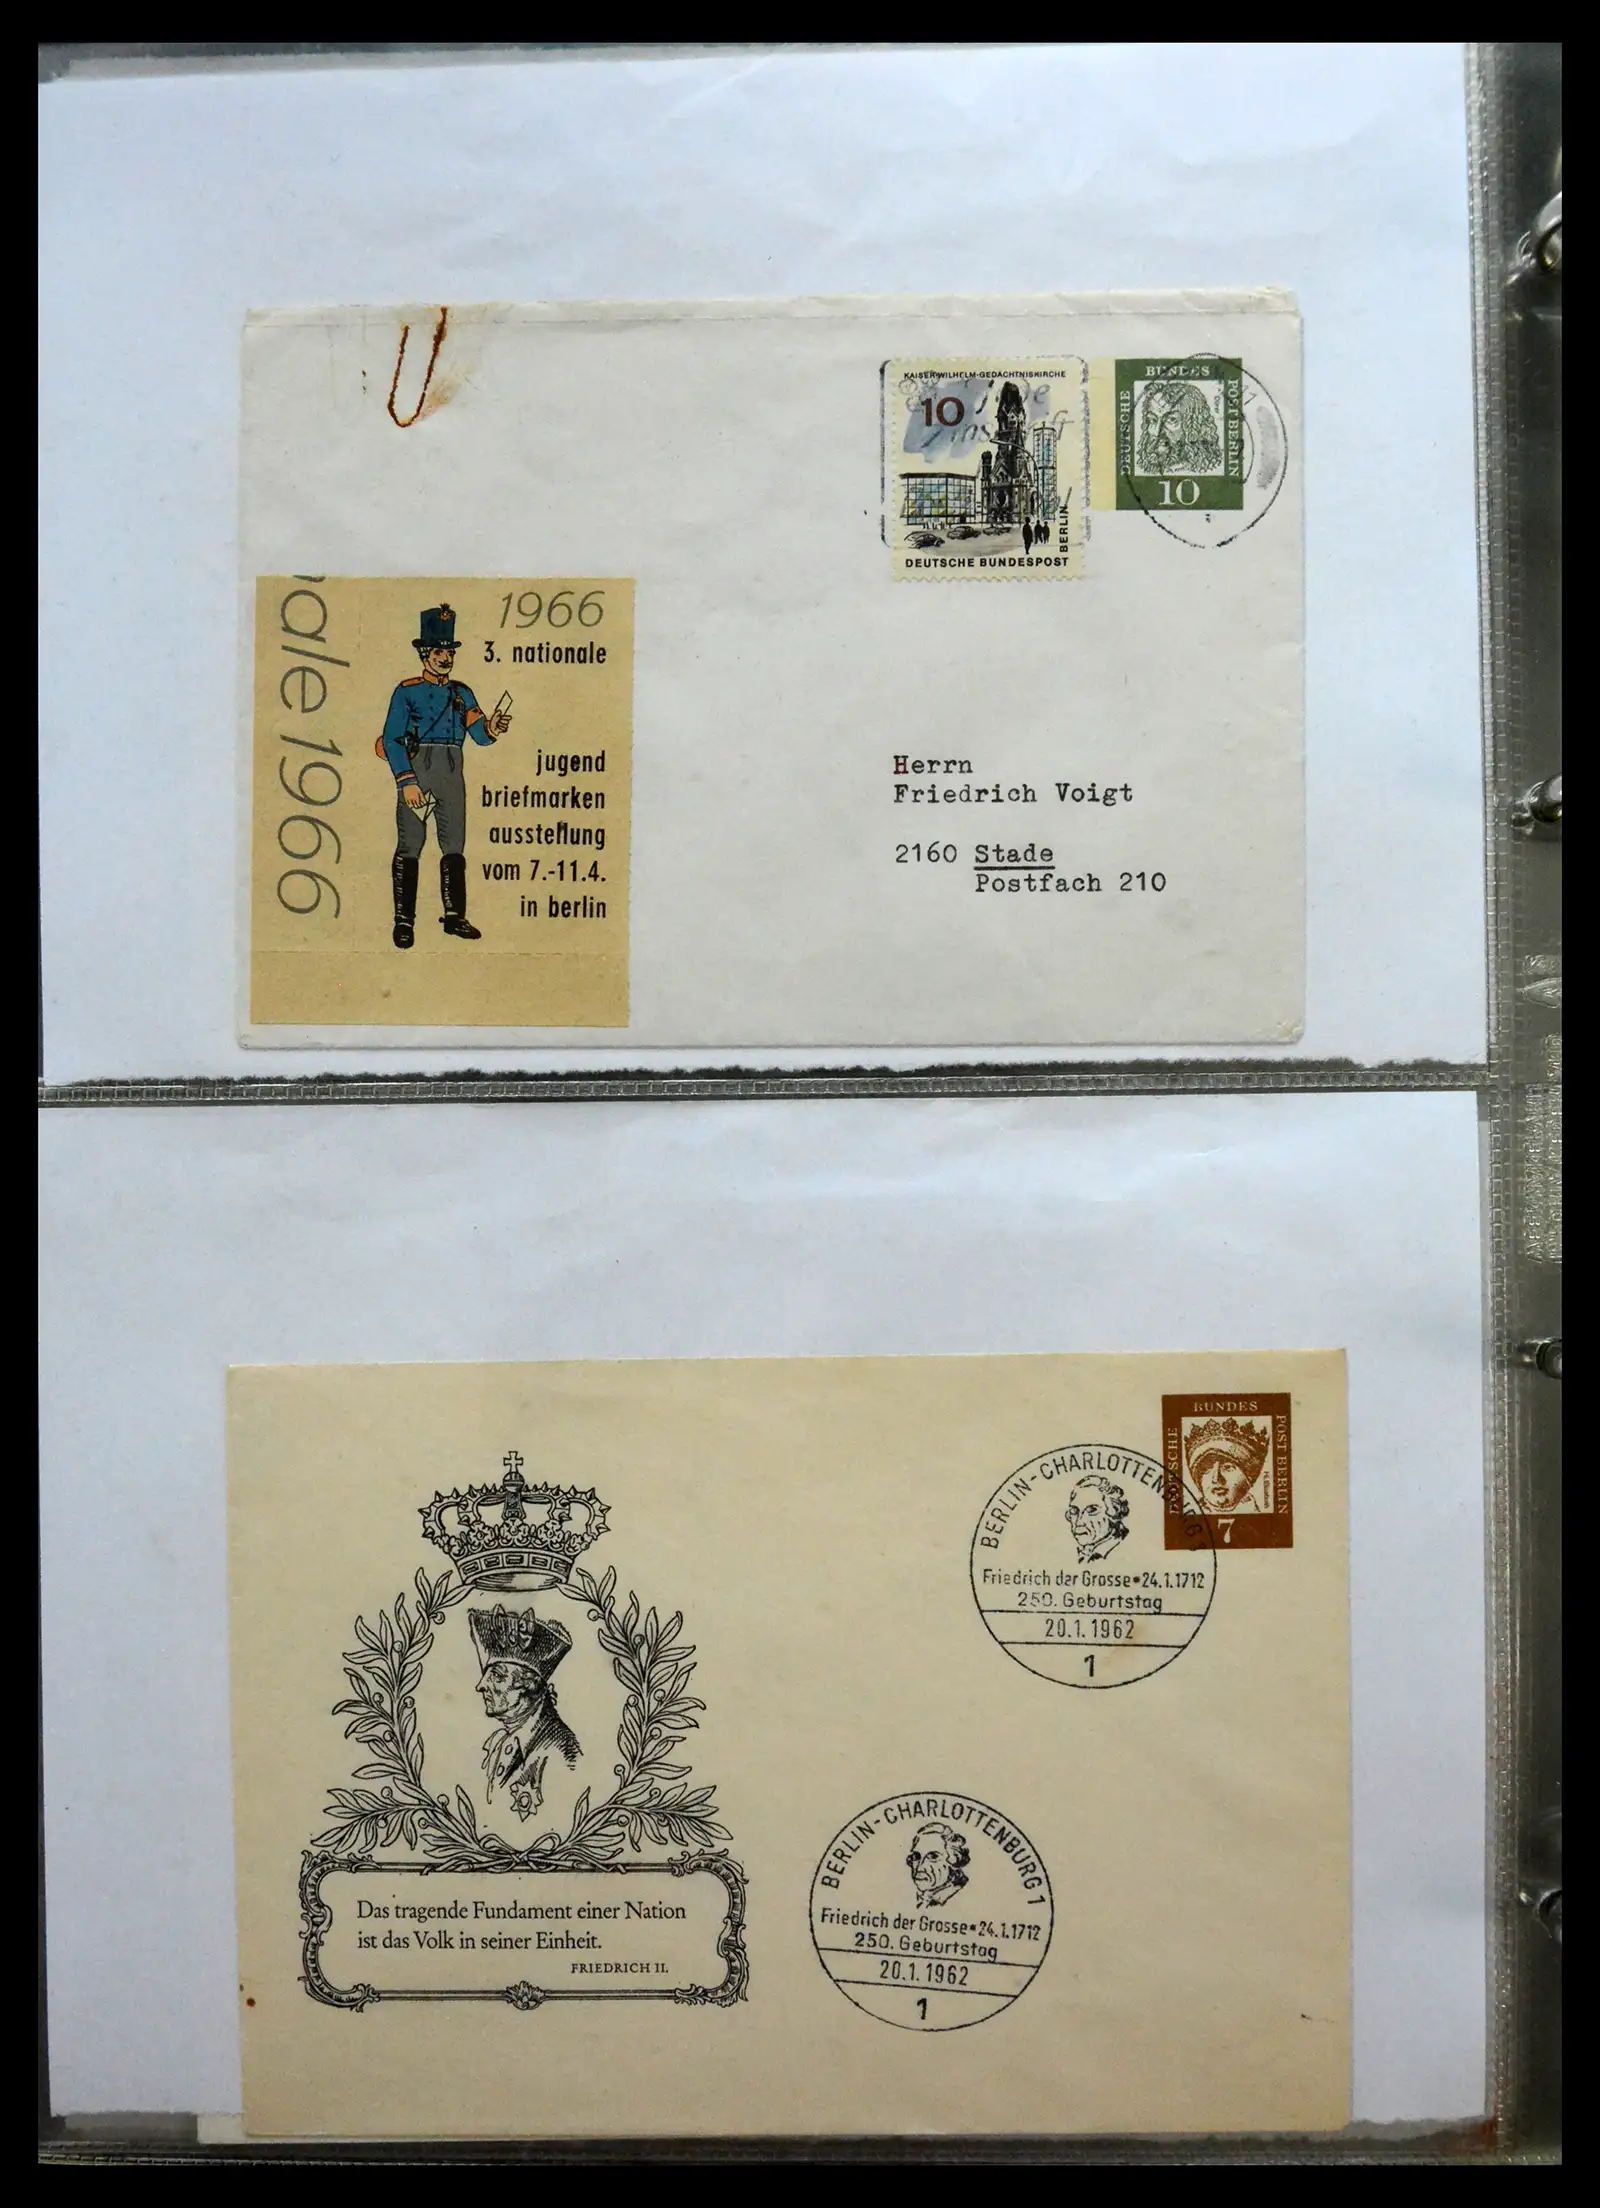 KAISER-WILHELM-GEDÄCHTNISKIRCHE
10
BERLIN
DEUTSCHE BUNDESPOST
DEUTSCHE
BUNDES
POST BERLIN
10
nale 1966
1966
3. nationale
jugend
briefmarken
ausstellung
vom 7.-11.4.
in berlin
Herrn
Friedrich Voigt
2160 Stade
Postfach 210
DEUTSCHE
BUNDES
POST BERLIN
7
BERLIN-CHARLOTTENBURG 1
Friedrich der Grosse • 24.1.1712
250. Geburtstag
20.1.1962
1
BERLIN-CHARLOTTENBURG 1
Friedrich der Grosse • 24.1.1712
250. Geburtstag
20.1.1962
1
Das tragende Fundament einer Nation
ist das Volk in seiner Einheit.
FRIEDRICH II.